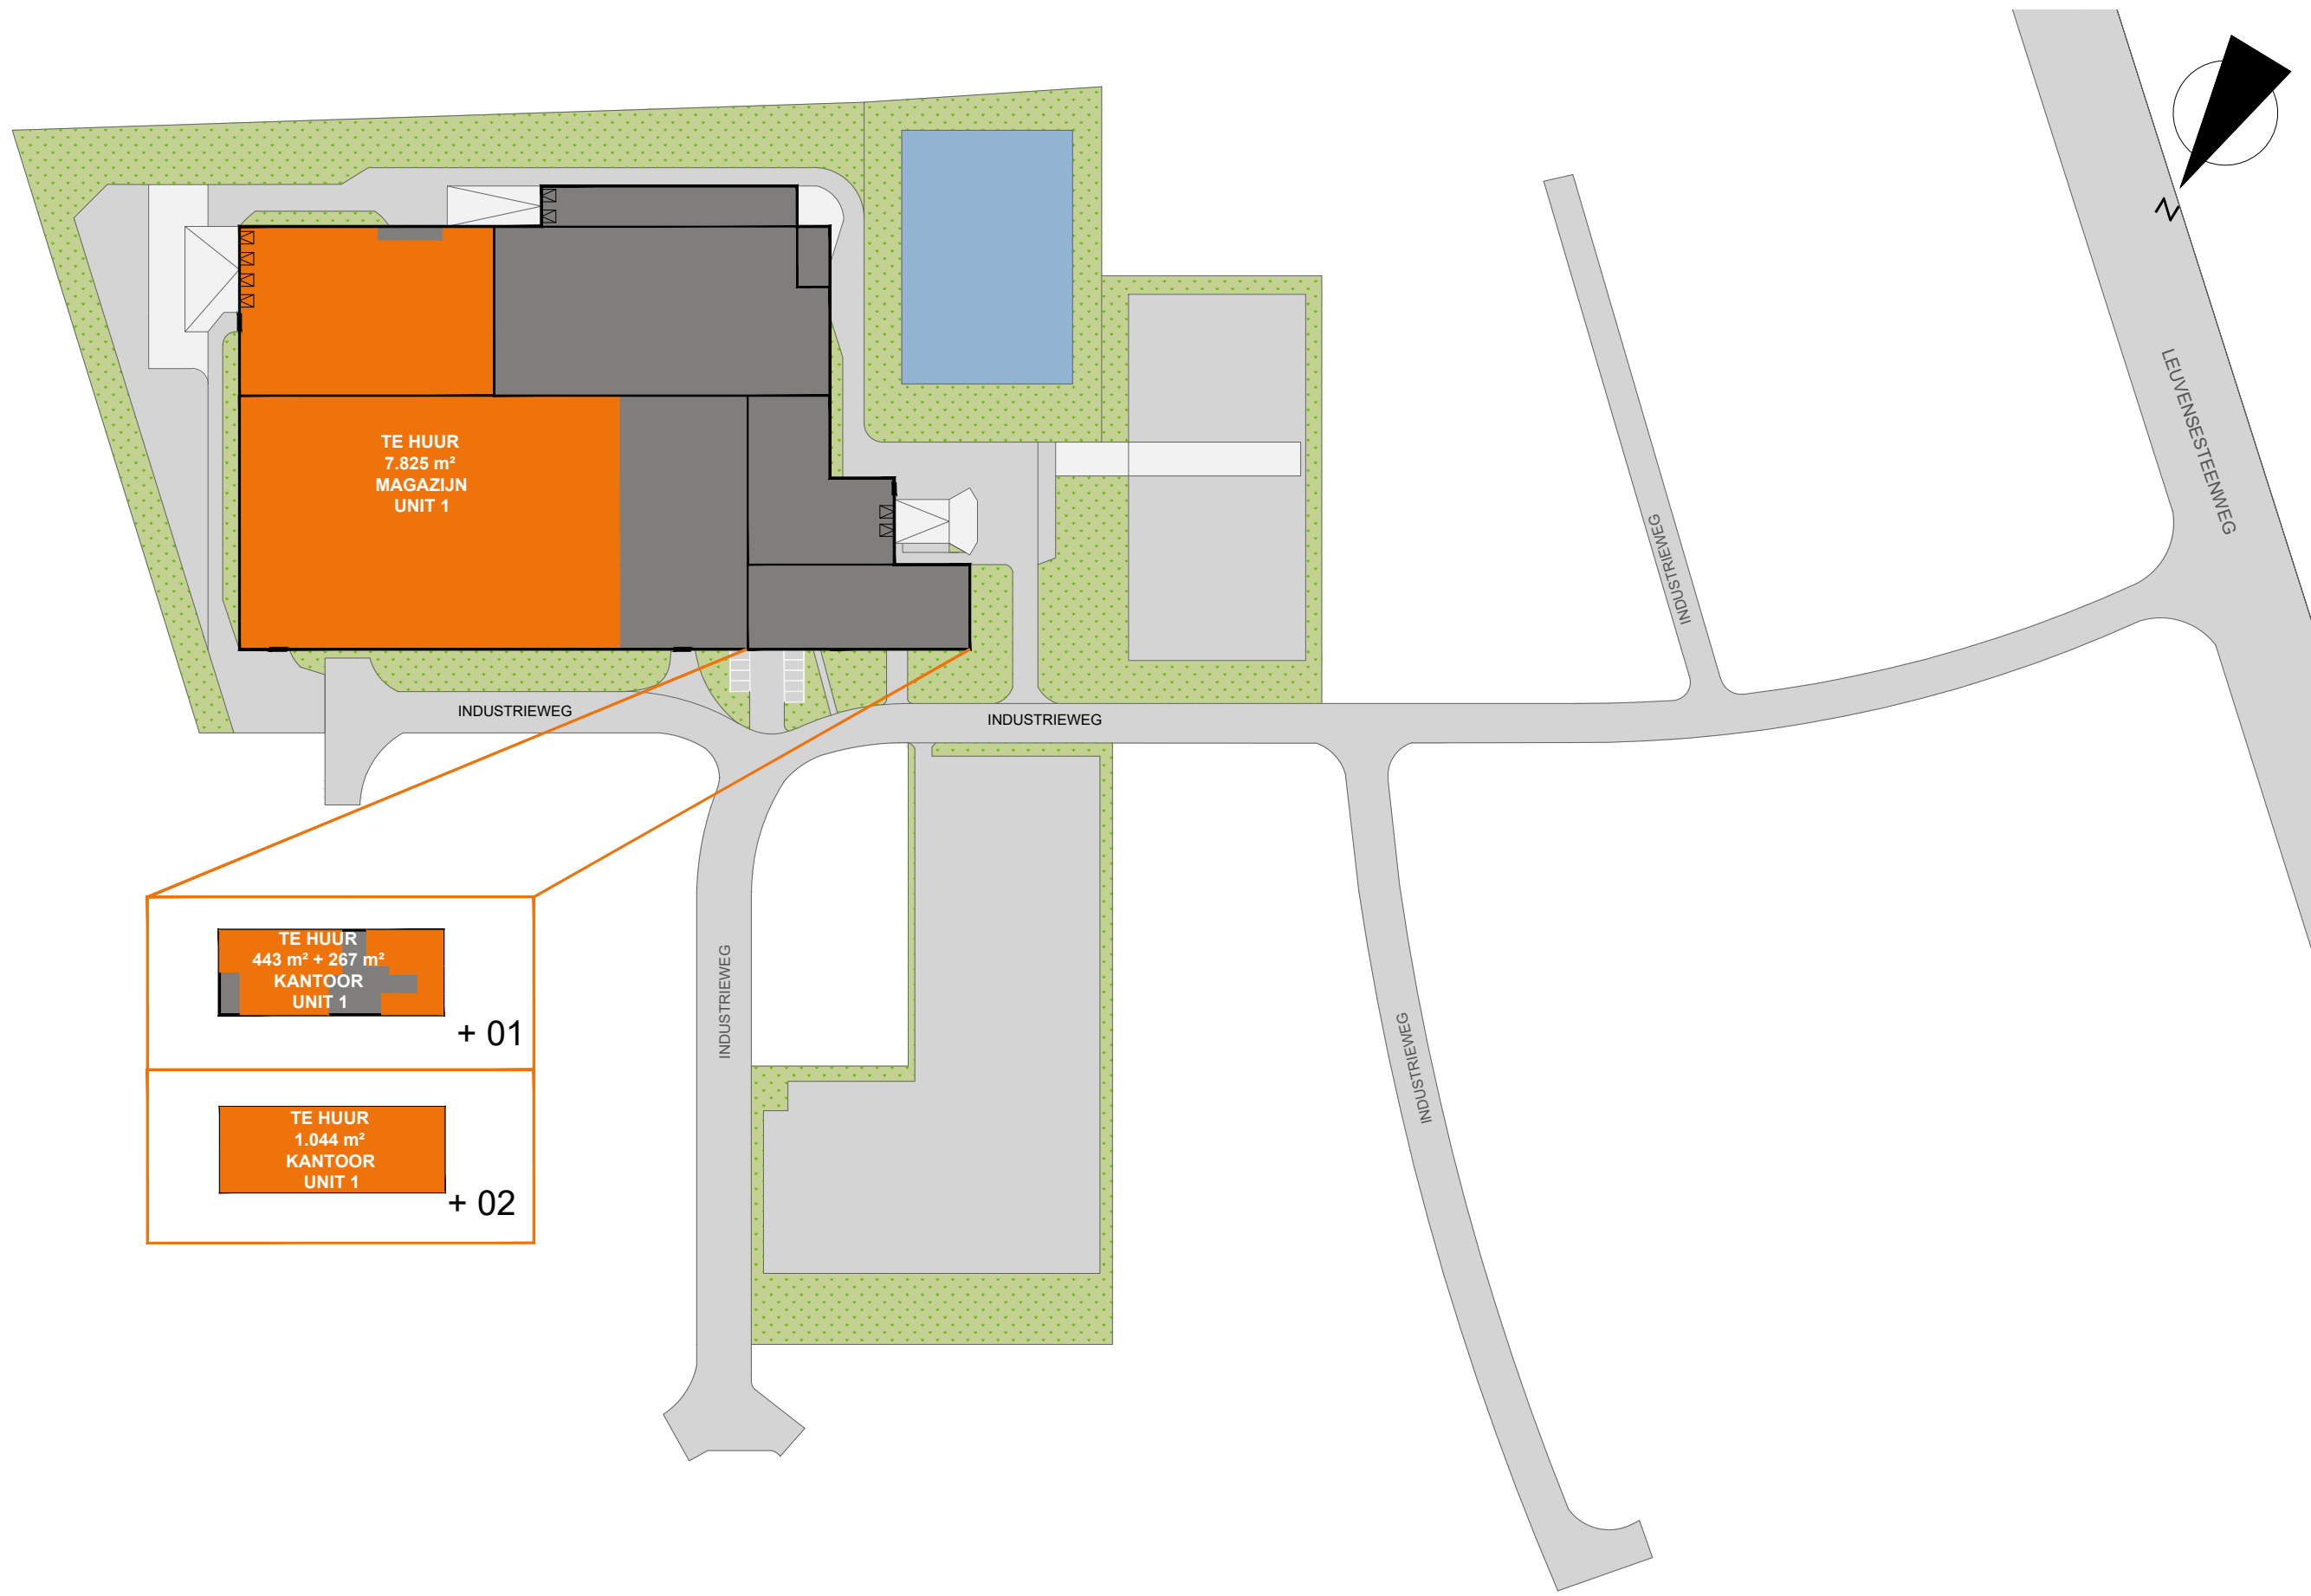 N
LEUVENSESTEENWEG
INDUSTRIEWEG
TE HUUR
7.825 m²
MAGAZIJN
UNIT 1
INDUSTRIEWEG
INDUSTRIEWEG
INDUSTRIEWEG
INDUSTRIEWEG
TE HUUR
443 m² + 267 m²
KANTOOR
UNIT 1
+ 01
TE HUUR
1.044 m²
KANTOOR
UNIT 1
+ 02